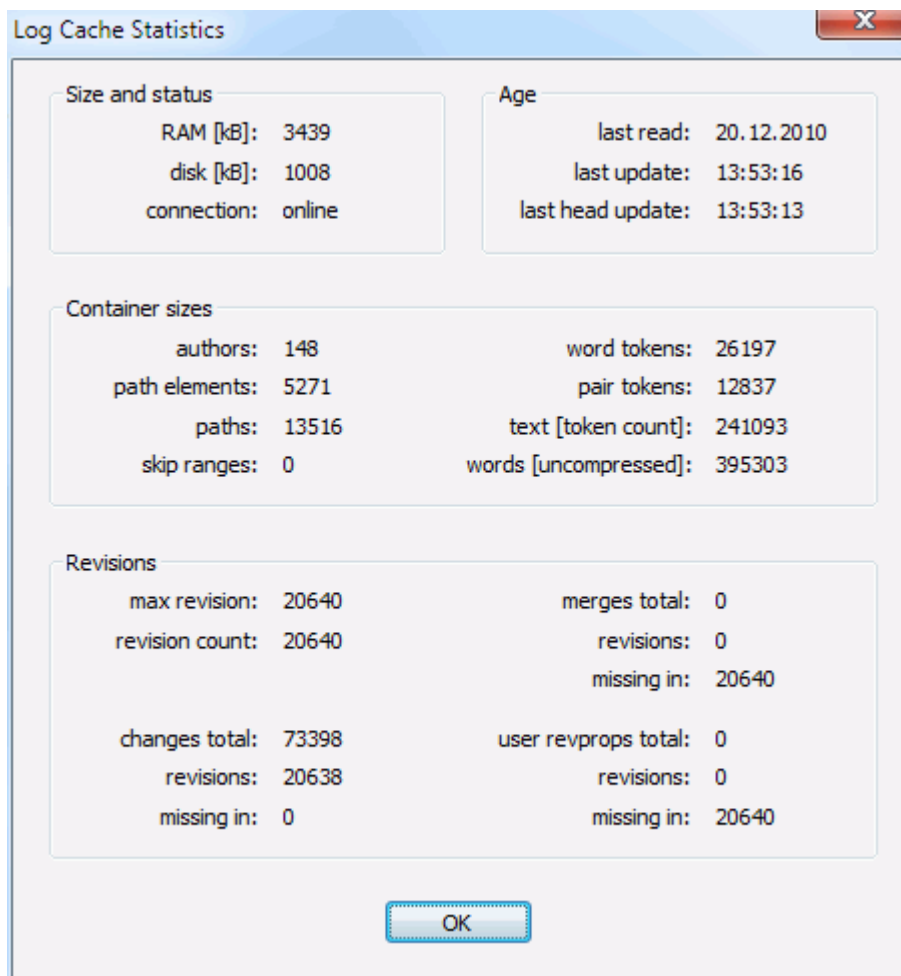 Log Cache Statistics
Size and status
RAM [kB]: 3439
disk [kB]: 1008
connection: online
Age
last read: 20.12.2010
last update: 13:53:16
last head update: 13:53:13
Container sizes
authors: 148
path elements: 5271
paths: 13516
skip ranges: 0
word tokens: 26197
pair tokens: 12837
text [token count]: 241093
words [uncompressed]: 395303
Revisions
max revision: 20640
revision count: 20640
merges total: 0
revisions: 0
missing in: 20640
changes total: 73398
revisions: 20638
missing in: 0
user revprops total: 0
revisions: 0
missing in: 20640
OK